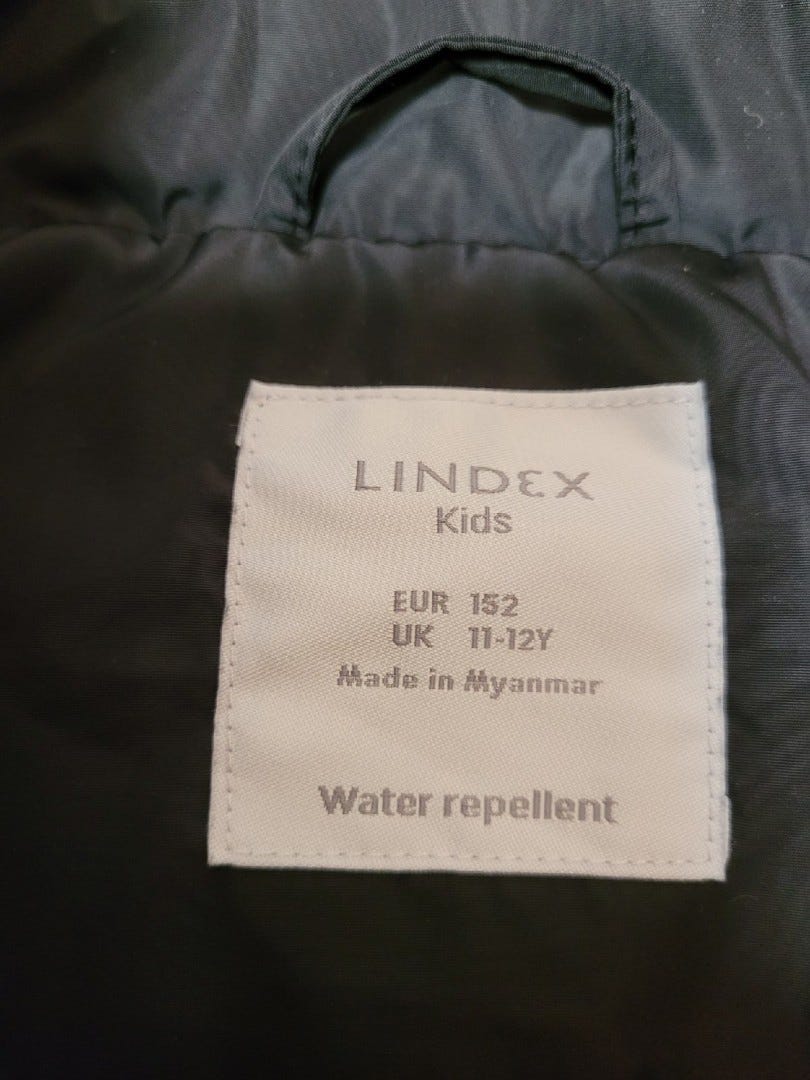 LINDEX
Kids
EUR 152
UK 11-12Y
Made in Myanmar
Water repellent